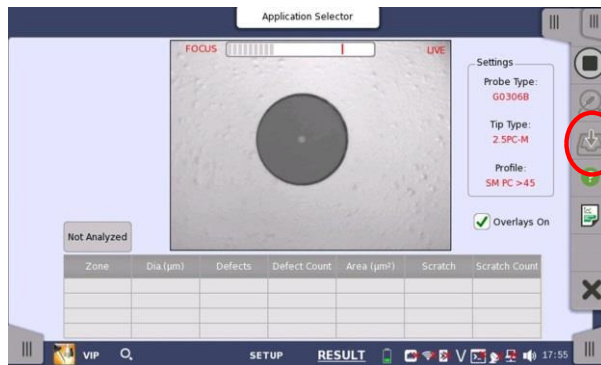 Application Selector
FOCUS
LIVE
Settings
Probe Type:
G0306B
Tip Type:
2.5PC-M
Profile:
SM PC >45
Overlays On
Not Analyzed
Zone Dia.(μm) Defects Defect Count Area (μm²) Scratch Scratch Count
VIP SETUP RESULT V 17:55